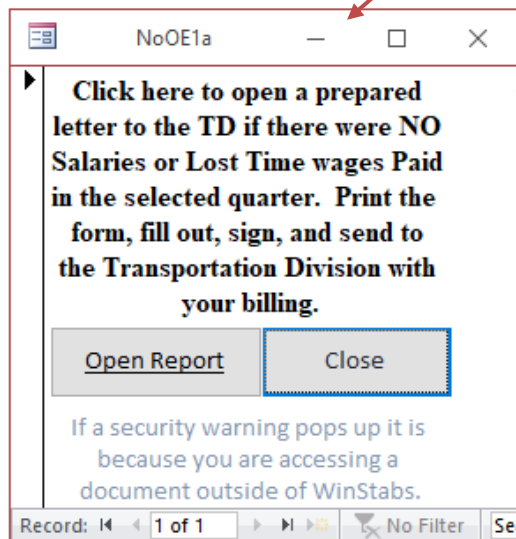 NoOE1a
Click here to open a prepared
letter to the TD if there were NO
Salaries or Lost Time wages Paid
in the selected quarter. Print the
form, fill out, sign, and send to
the Transportation Division with
your billing.
Open Report Close
If a security warning pops up it is
because you are accessing a
document outside of WinStabs.
Record: 1 of 1 No Filter